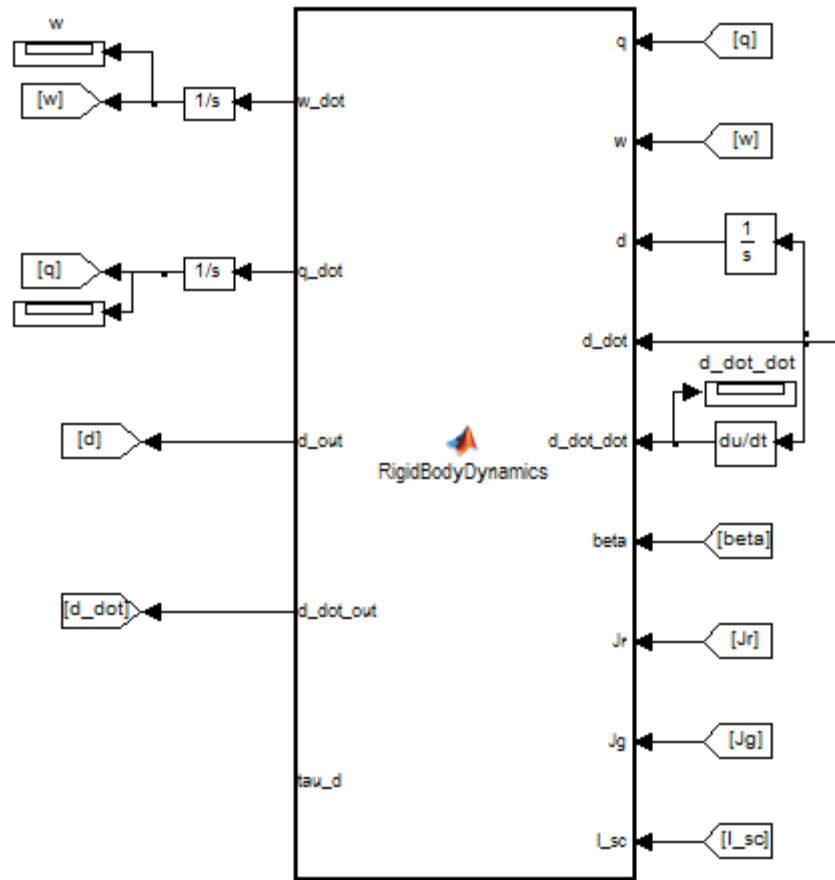 w
q
[q]
[w]
1/s
w_dot
w
[w]
d
1
s
[q]
1/s
q_dot
d_dot
d_dot_dot
[d]
d_out
d_dot_dot
du/dt
RigidBodyDynamics
beta
[beta]
[d_dot]
d_dot_out
Jr
[Jr]
Jg
[Jg]
tau_d
I_sc
[I_sc]